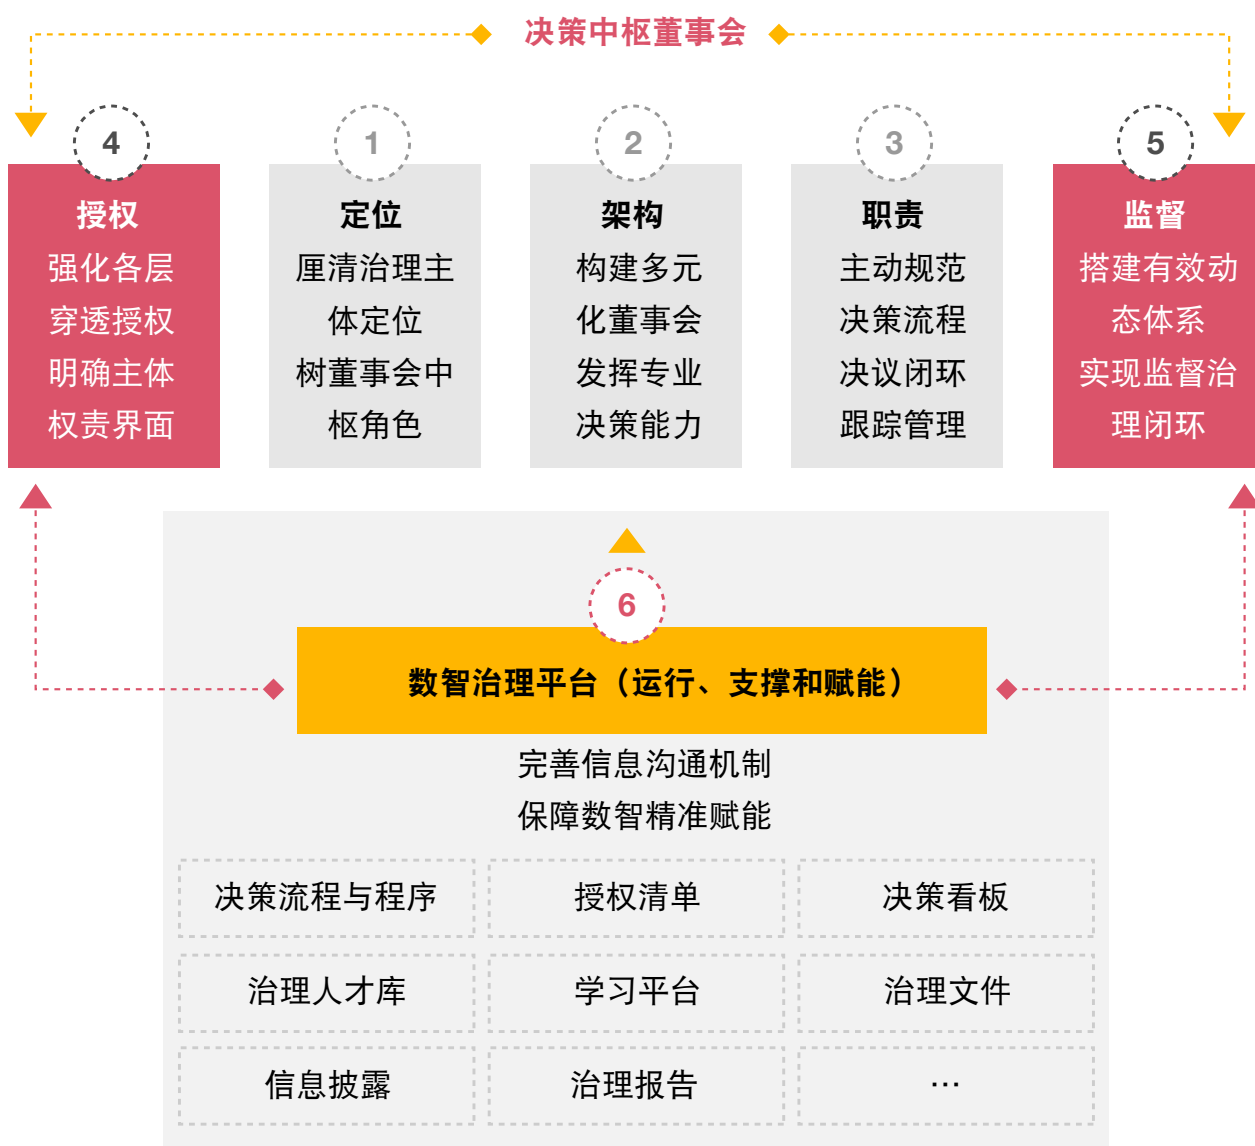 决策中枢董事会
4
授权
强化各层
穿透授权
明确主体
权责界面
1
定位
厘清治理主
体定位
树董事会中
枢角色
2
架构
构建多元
化董事会
发挥专业
决策能力
3
职责
主动规范
决策流程
决议闭环
跟踪管理
5
监督
搭建有效动
态体系
实现监督治
理闭环
6
数智治理平台（运行、支撑和赋能）
完善信息沟通机制
保障数智精准赋能
决策流程与程序
授权清单
决策看板
治理人才库
学习平台
治理文件
信息披露
治理报告
…